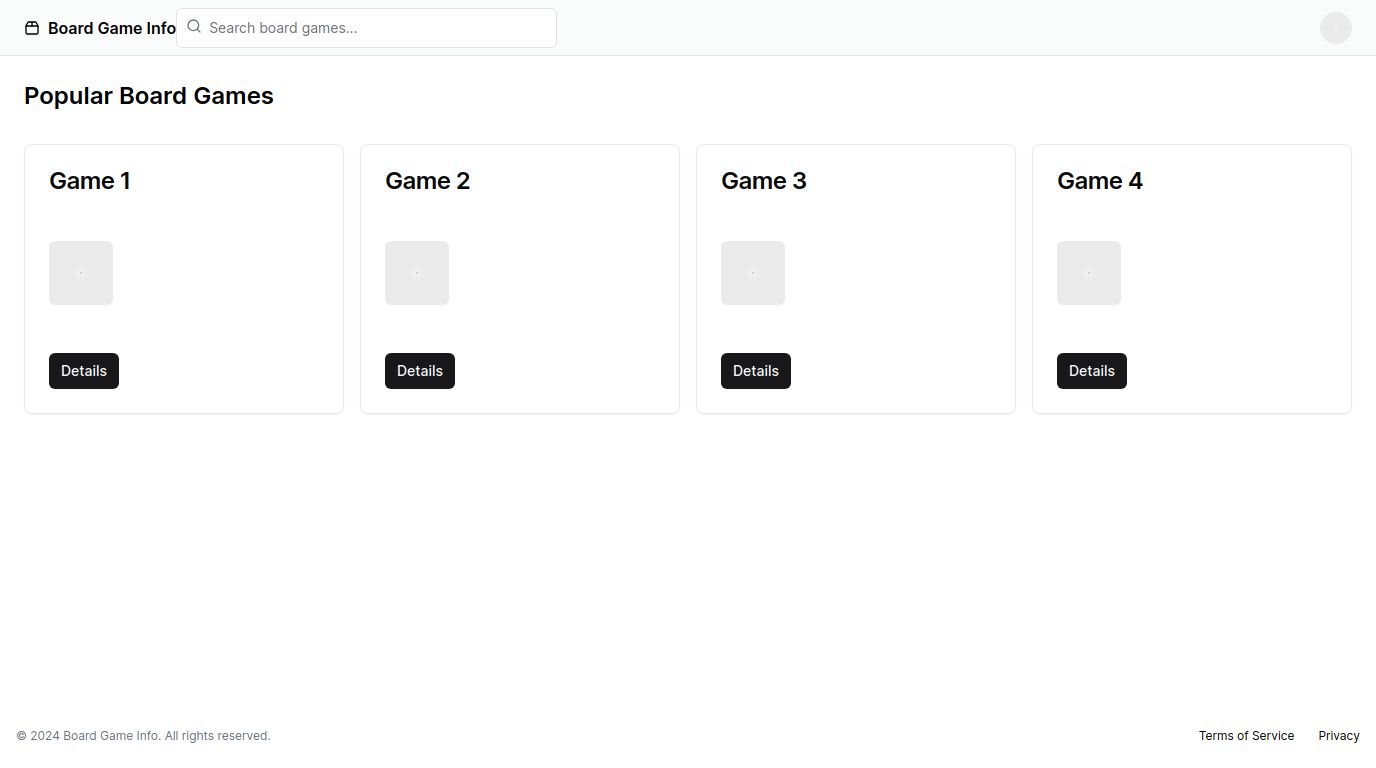 Board Game Info
Search board games...
Popular Board Games
Game 1
Game 2
Game 3
Game 4
Details
Details
Details
Details
© 2024 Board Game Info. All rights reserved.
Terms of Service
Privacy